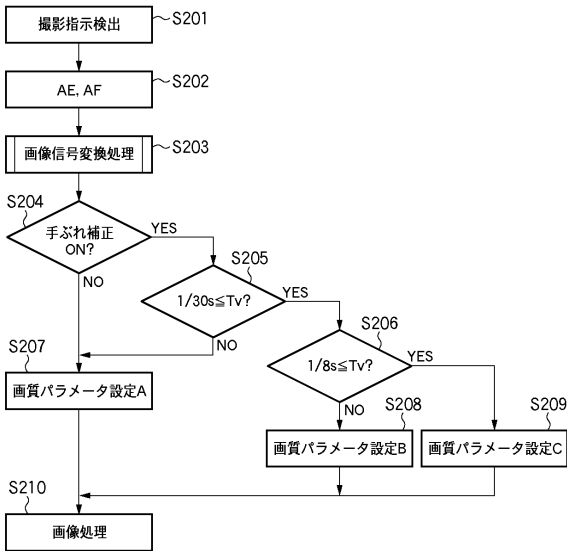 撮影指示検出
S201
AE, AF
S202
画像信号変換処理
S203
S204
手ぶれ補正
ON?
YES
NO
S205
1/30s≦Tv?
YES
NO
S206
1/8s≦Tv?
YES
NO
S207
画質パラメータ設定A
S208
画質パラメータ設定B
S209
画質パラメータ設定C
S210
画像処理